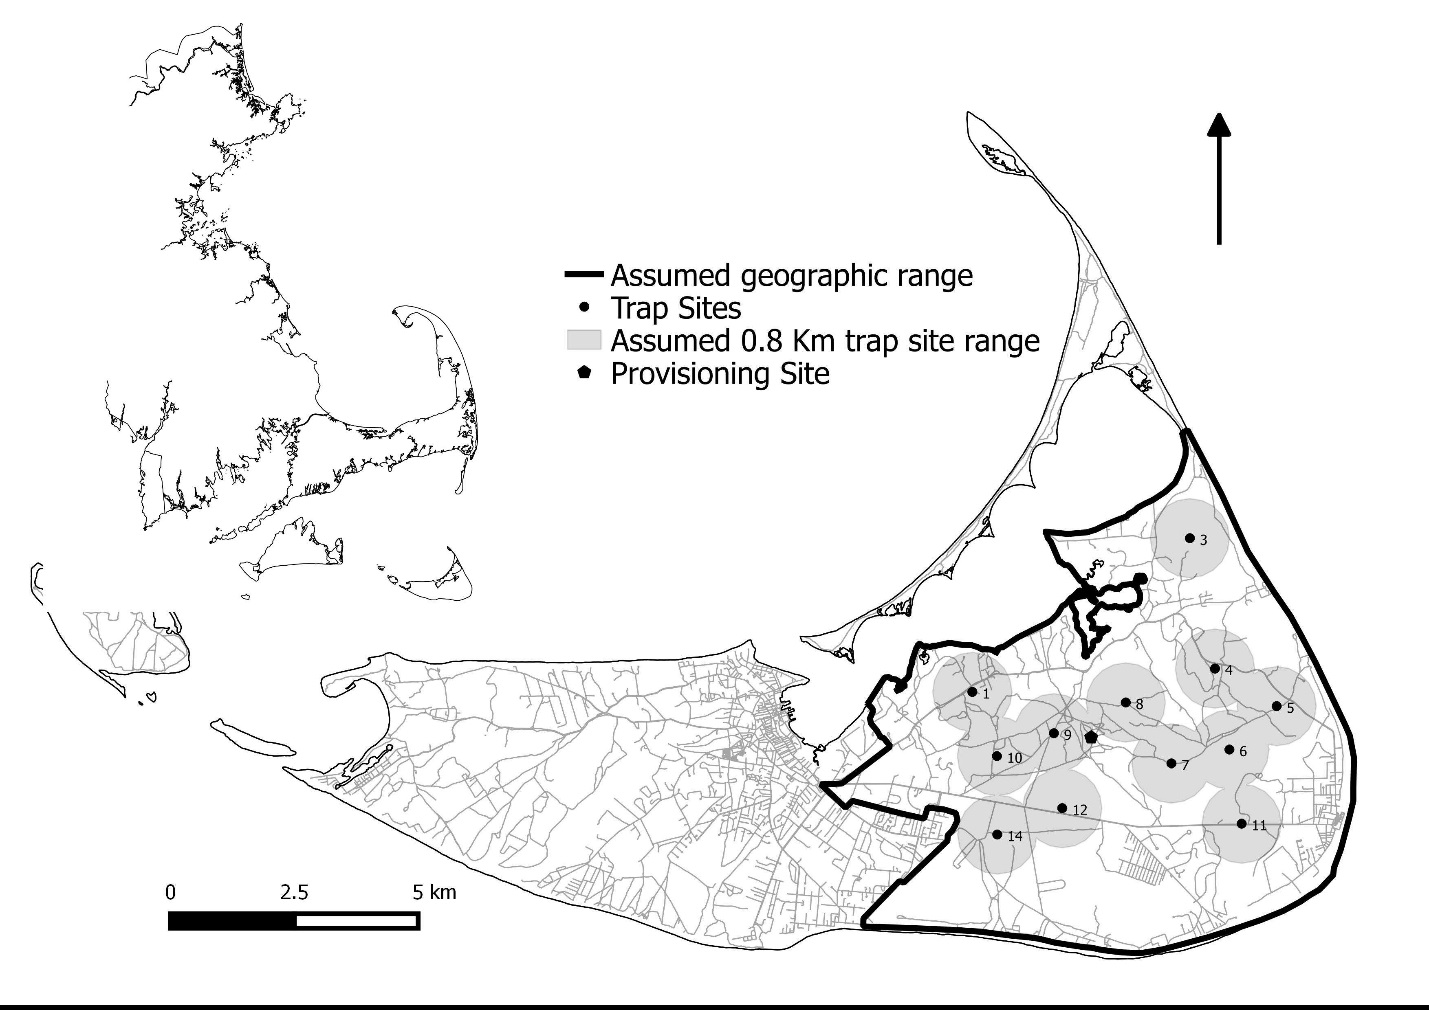 Assumed geographic range
Trap Sites
Assumed 0.8 Km trap site range
Provisioning Site
3
4
1
8
5
9
6
10
7
12
11
14
0 2.5 5 km